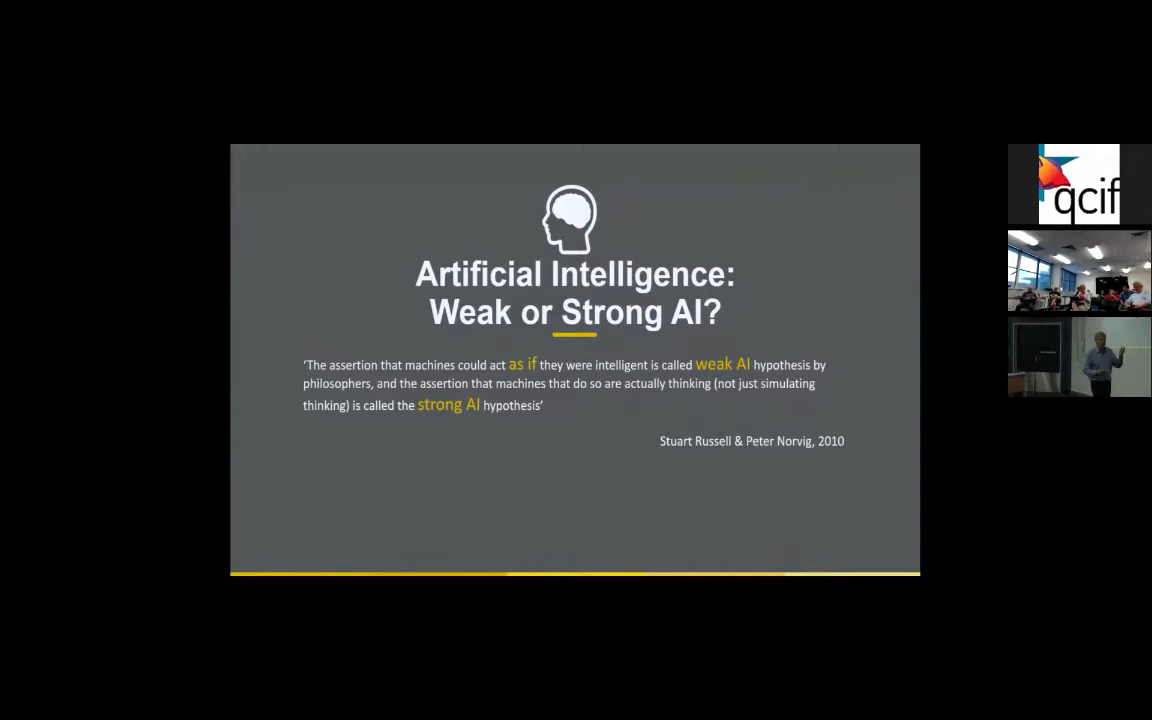 Artificial Intelligence:
Weak or Strong AI?
‘The assertion that machines could act as if they were intelligent is called weak AI hypothesis by
philosophers, and the assertion that machines that do so are actually thinking (not just simulating
thinking) is called the strong AI hypothesis’
Stuart Russell & Peter Norvig, 2010
qcif